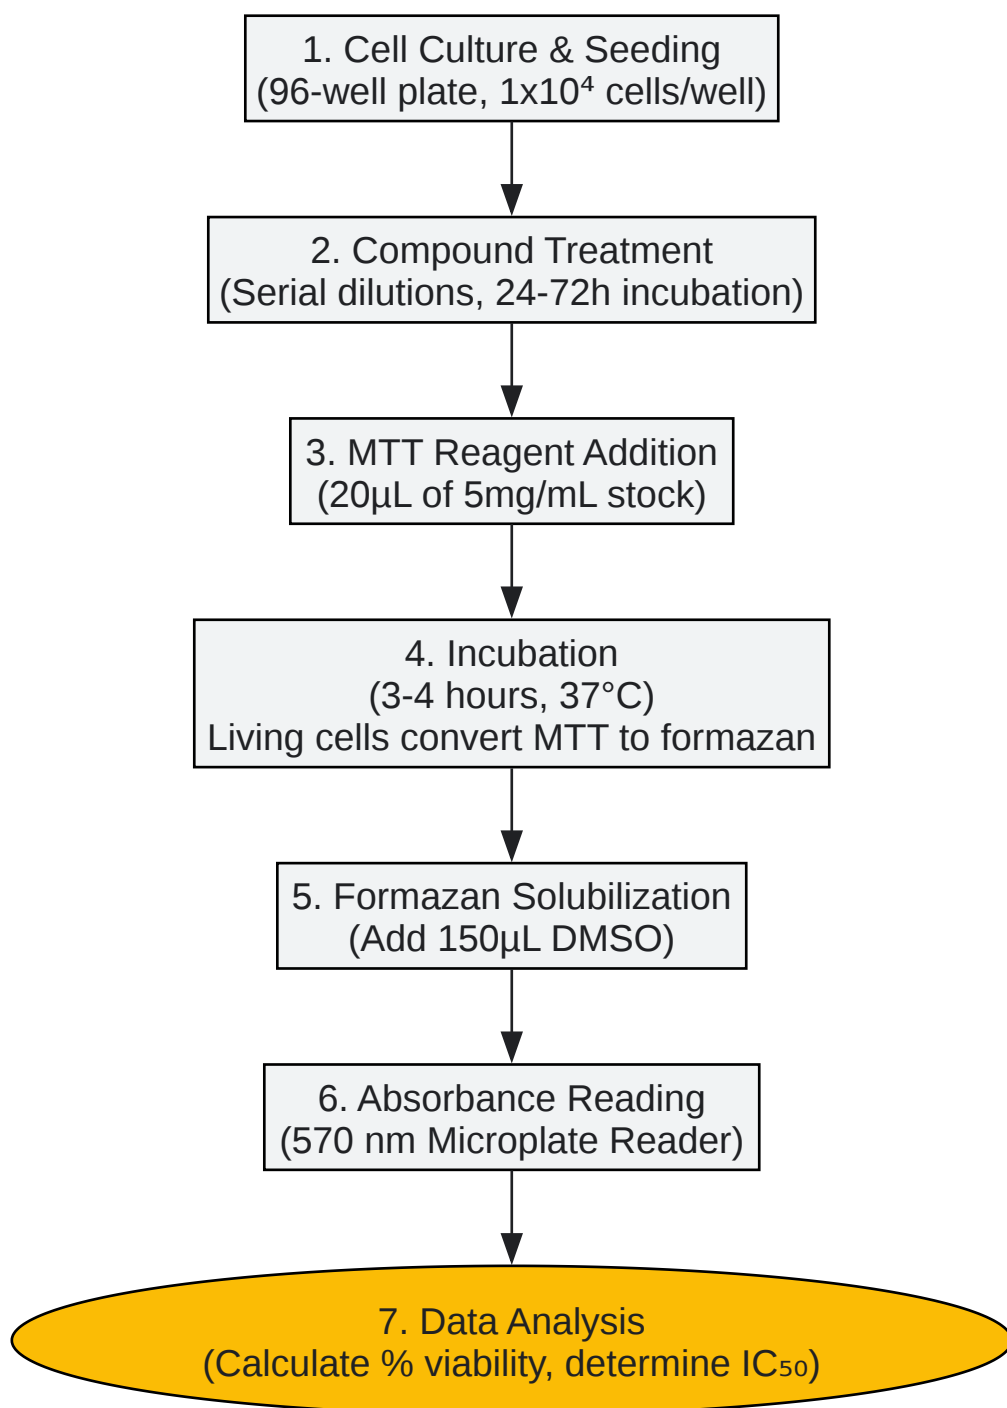 1. Cell Culture & Seeding
(96-well plate, 1x10⁴ cells/well)
2. Compound Treatment
(Serial dilutions, 24-72h incubation)
3. MTT Reagent Addition
(20µL of 5mg/mL stock)
4. Incubation
(3-4 hours, 37°C)
Living cells convert MTT to formazan
5. Formazan Solubilization
(Add 150µL DMSO)
6. Absorbance Reading
(570 nm Microplate Reader)
7. Data Analysis
(Calculate % viability, determine IC₅₀)